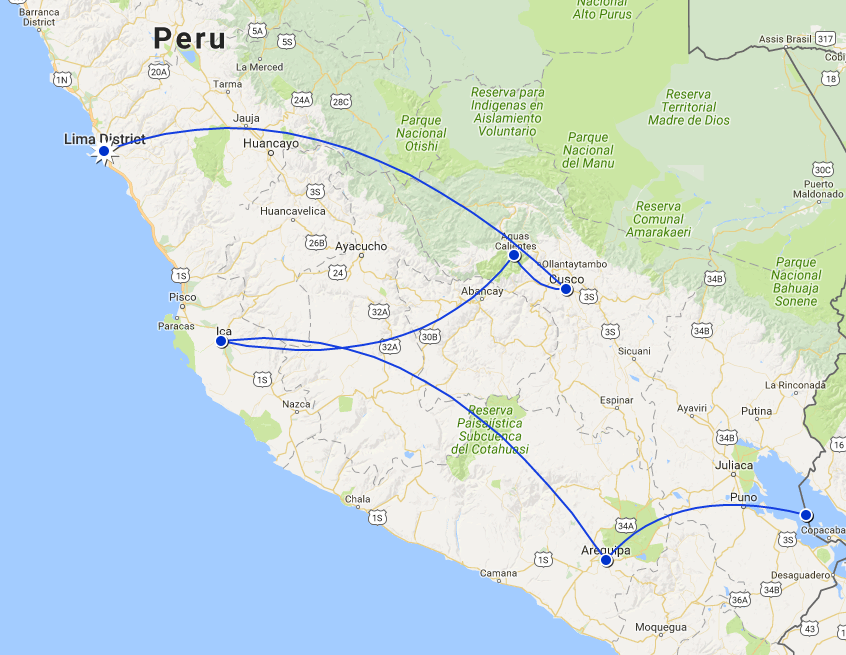 Nacional
Alto Purus
Barranca
District
Peru
5A
5S
Assis Brasil
317
Cobi
La Merced
20A
1N
18
Tarma
24A
28C
Reserva para
Indigenas en
Aislamiento
Voluntario
Reserva
Territorial
Madre de Dios
Parque
Nacional
Otishi
Jauja
Lima District
Huancayo
Parque
Nacional
del Manu
30C
Puerto
Maldonado
3S
Huancavelica
Reserva
Comunal
Amarakaeri
26B
Ayacucho
Aguas
Calientes
Ollantaytambo
Parque
Nacional
Bahuaja
Sonene
1S
24
Cusco
34B
Pisco
Abancay
3S
32A
Paracas
Ica
30B
3S
34B
32A
Sicuani
1S
La Rinconada
Nazca
Espinar
Ayaviri
Putina
Reserva
Paisajística
Subcuenca
del Cotahuasi
34B
16
Juliaca
Chala
Puno
1S
34A
Copacaba
3S
Arequipa
1S
Camana
Desaguadero
34B
36A
Moquegua
43
1